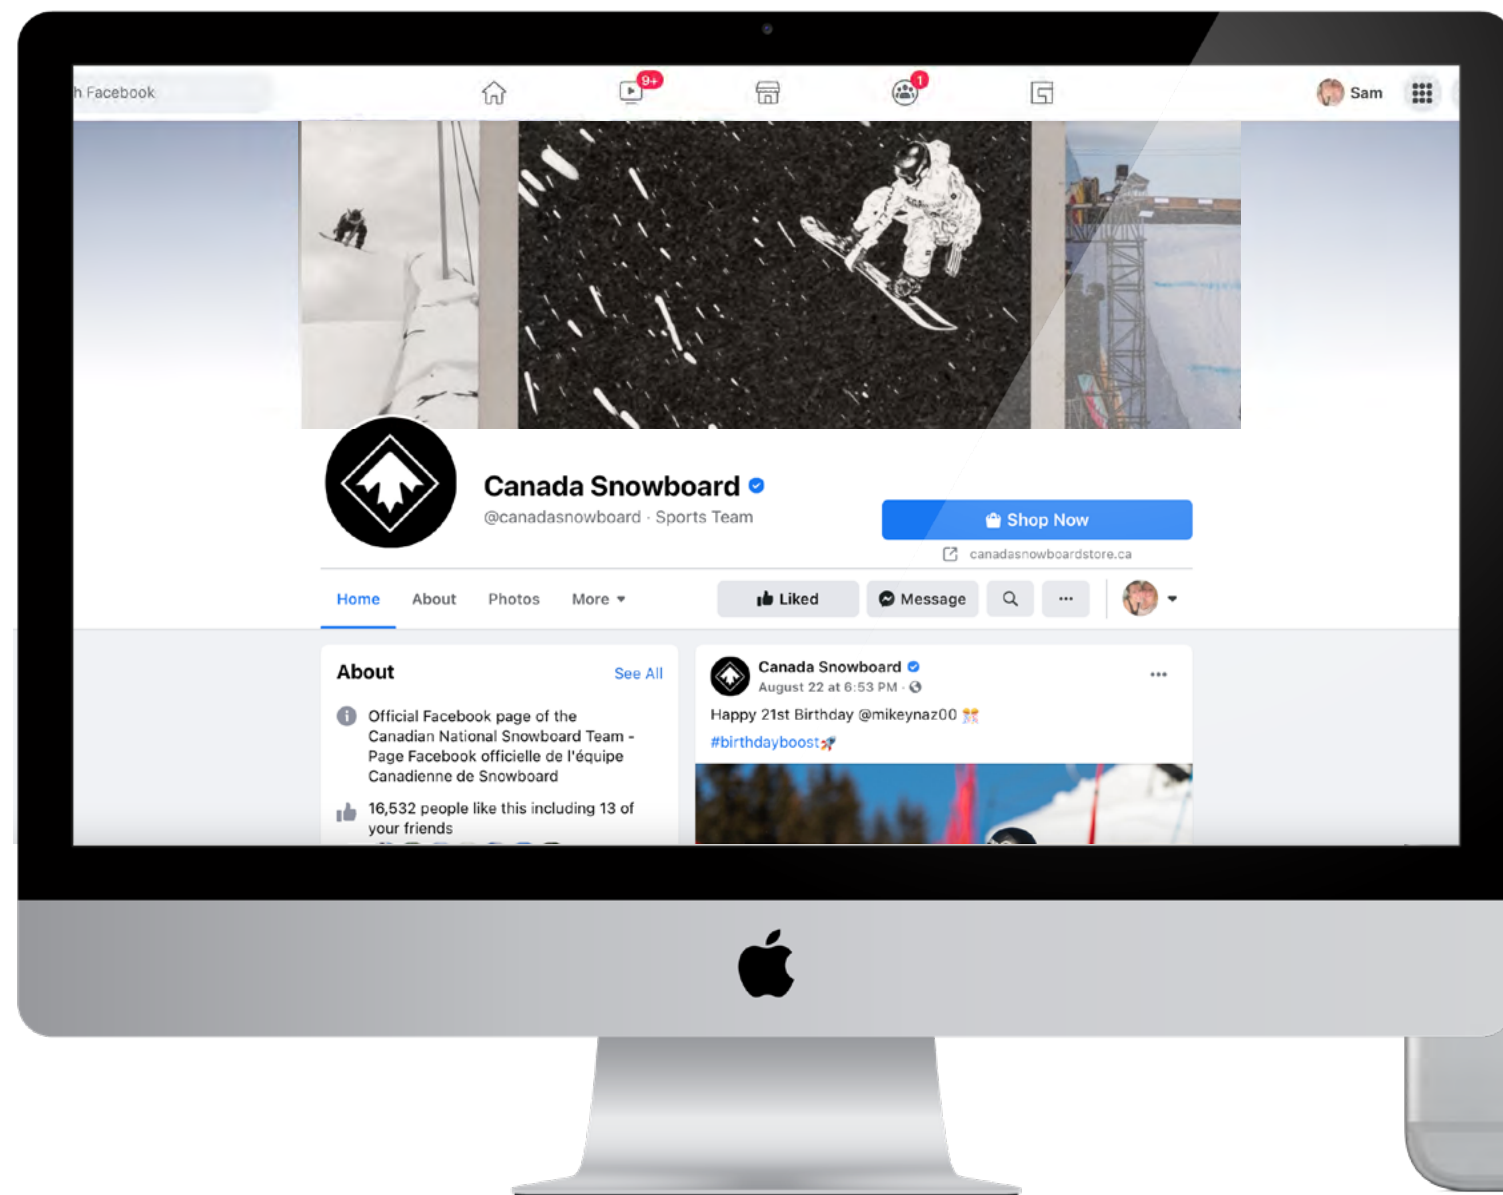 h Facebook
9+
1
Sam
Canada Snowboard
@canadasnowboard · Sports Team
Shop Now
canadasnowboardstore.ca
Home About Photos More
Liked Message
About See All
Official Facebook page of the
Canadian National Snowboard Team -
Page Facebook officielle de l'équipe
Canadienne de Snowboard
16,532 people like this including 13 of
your friends
Canada Snowboard
August 22 at 6:53 PM ·
Happy 21st Birthday @mikeynaz00
#birthdayboost